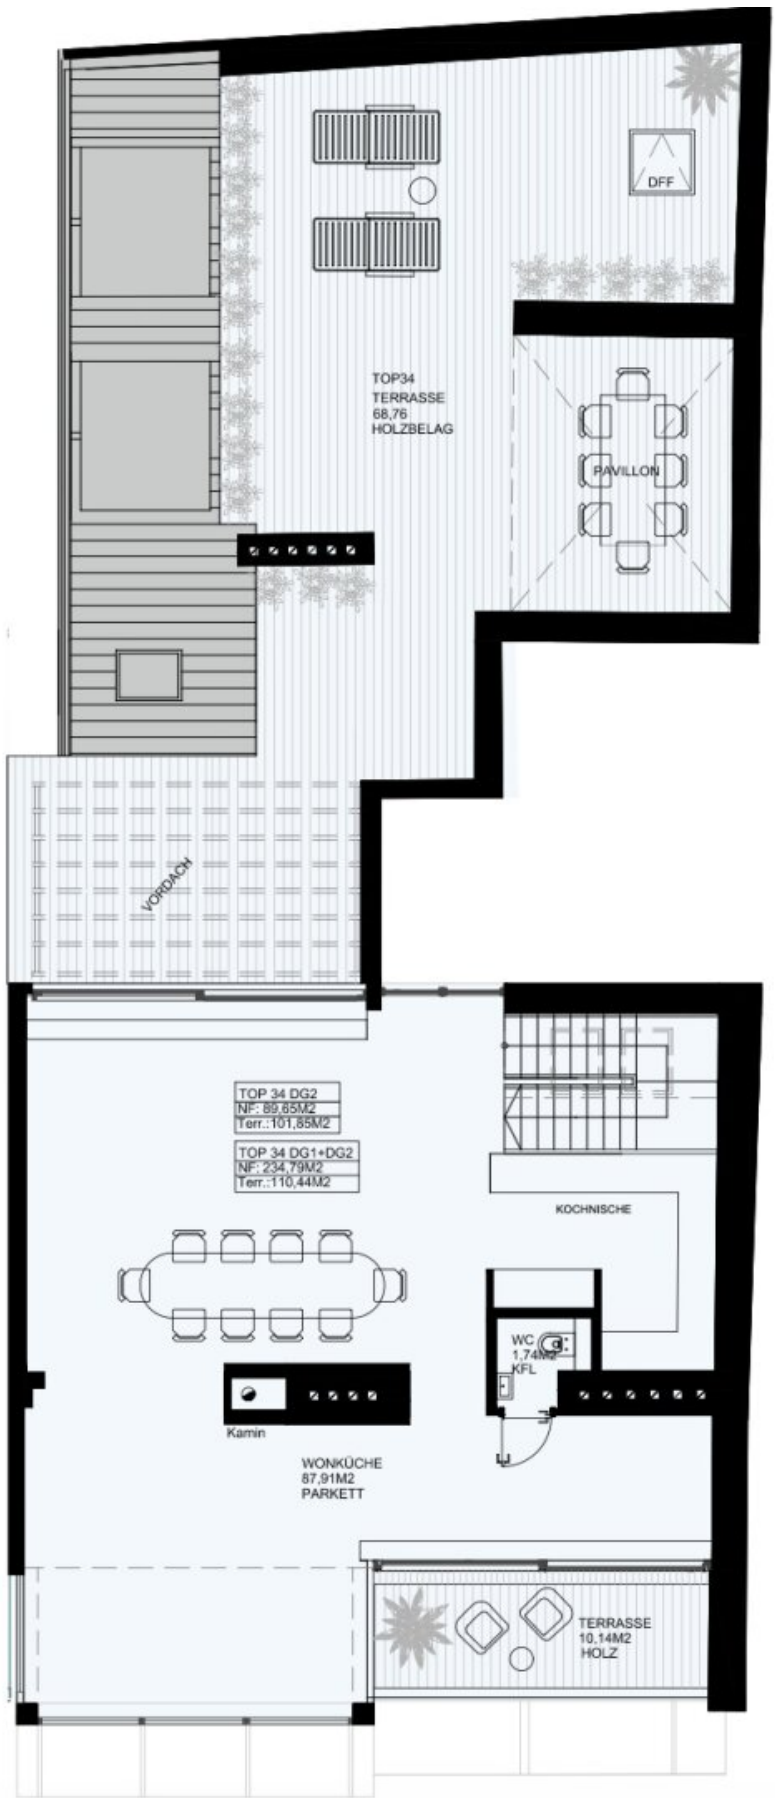 DFF
TOP34
TERRASSE
68,76
HOLZBELAG
PAVILLON
VORDACH
TOP 34 DG2
NF: 89,65M2
Terr.:101,85M2
TOP 34 DG1+DG2
NF: 234,79M2
Terr.:110,44M2
KOCHNISCHE
WC
1,74M2
KFL
Kamin
WONKÜCHE
87,91M2
PARKETT
TERRASSE
10,14M2
HOLZ